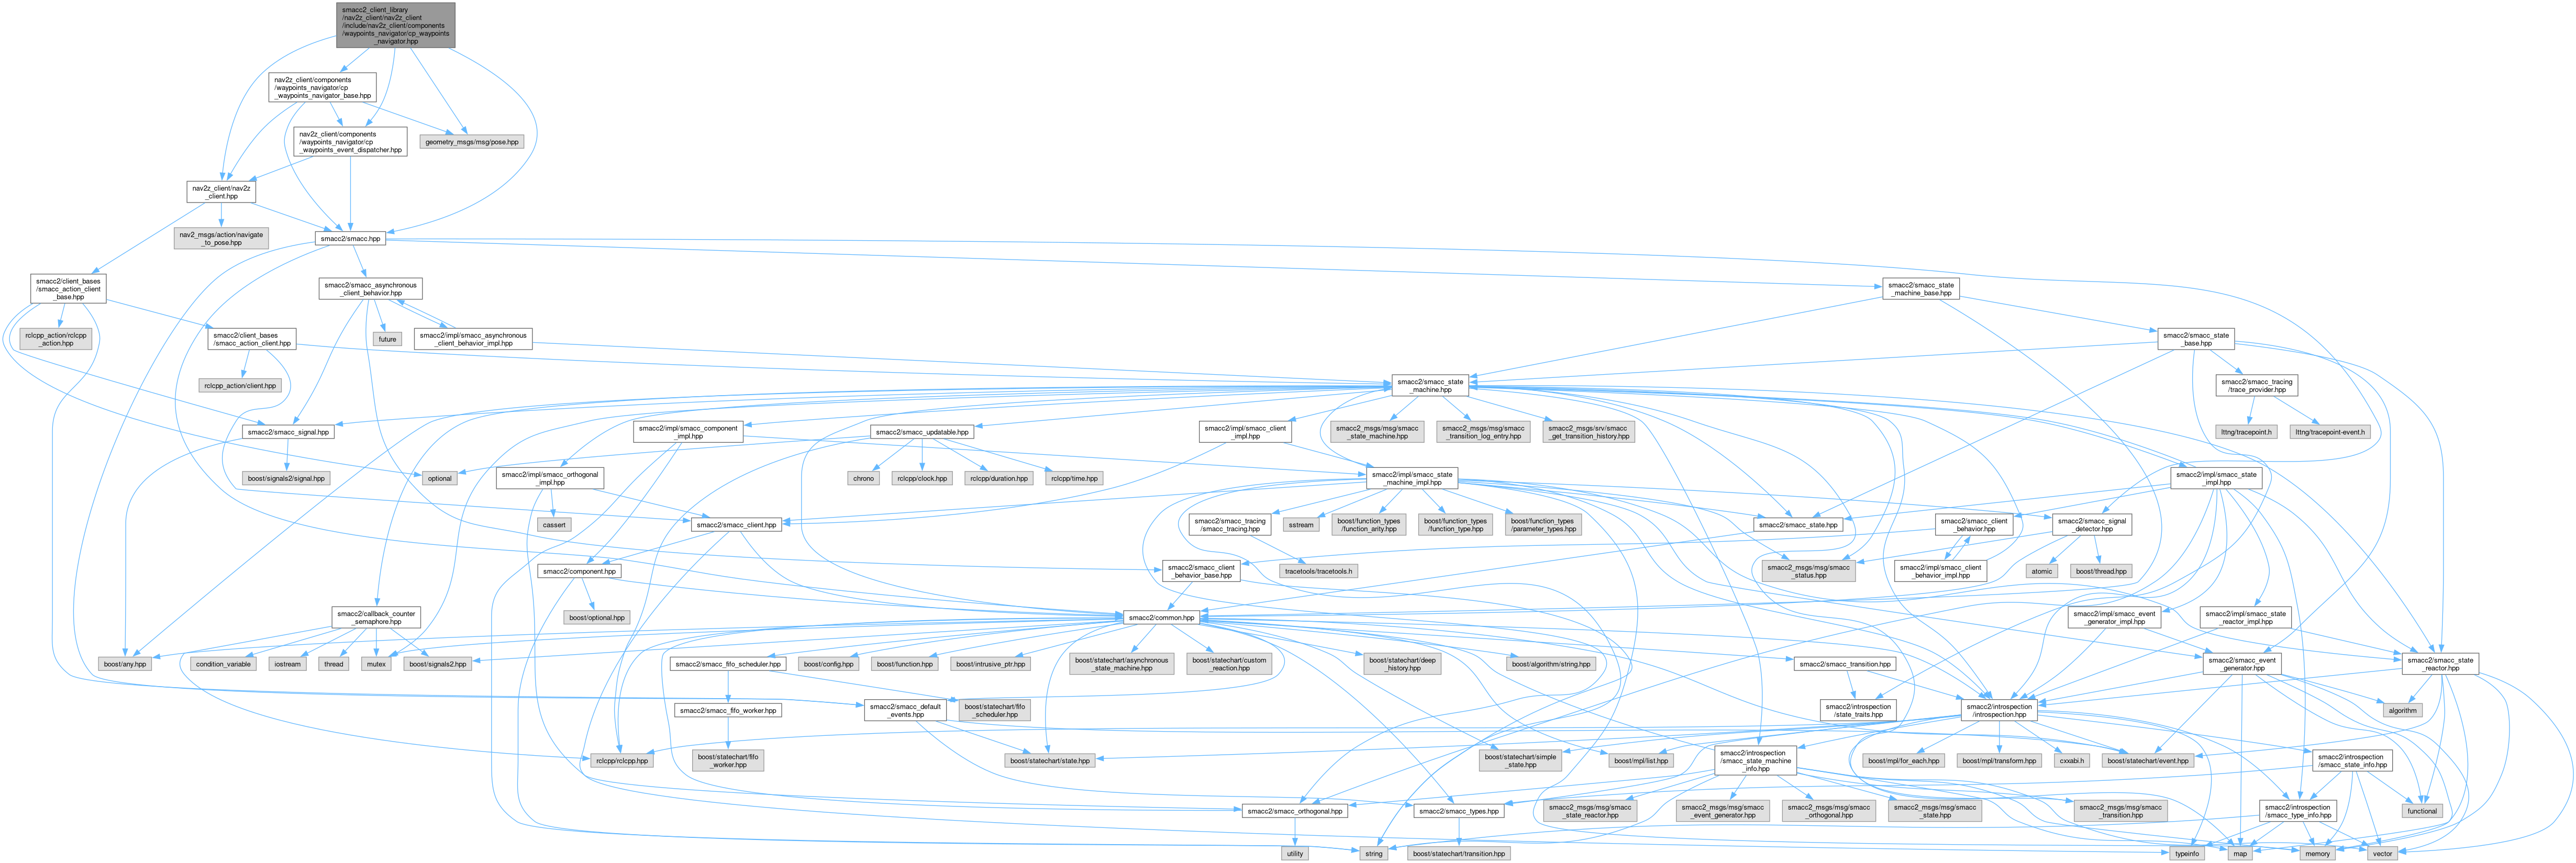 smacc2_client_library
/nav2z_client/nav2z_client
/include/nav2z_client/components
/waypoints_navigator/cp_waypoints
_navigator.hpp
nav2z_client/components
/waypoints_navigator/cp
_waypoints_navigator_base.hpp
nav2z_client/components
/waypoints_navigator/cp
_waypoints_event_dispatcher.hpp
geometry_msgs/msg/pose.hpp
nav2z_client/nav2z
_client.hpp
nav2_msgs/action/navigate
_to_pose.hpp
smacc2/smacc.hpp
smacc2/client_bases
/smacc_action_client
_base.hpp
smacc2/smacc_asynchronous
_client_behavior.hpp
smacc2/smacc_state
_machine_base.hpp
rclcpp_action/rclcpp
_action.hpp
smacc2/client_bases
/smacc_action_client.hpp
future
smacc2/impl/smacc_asynchronous
_client_behavior_impl.hpp
smacc2/smacc_state
_base.hpp
rclcpp_action/client.hpp
smacc2/smacc_state
_machine.hpp
smacc2/smacc_tracing
/trace_provider.hpp
smacc2/smacc_signal.hpp
smacc2/impl/smacc_component
_impl.hpp
smacc2/smacc_updatable.hpp
smacc2/impl/smacc_client
_impl.hpp
smacc2_msgs/msg/smacc
_state_machine.hpp
smacc2_msgs/msg/smacc
_transition_log_entry.hpp
smacc2_msgs/srv/smacc
_get_transition_history.hpp
lttng/tracepoint.h
lttng/tracepoint-event.h
boost/signals2/signal.hpp
optional
smacc2/impl/smacc_orthogonal
_impl.hpp
chrono
rclcpp/clock.hpp
rclcpp/duration.hpp
rclcpp/time.hpp
smacc2/impl/smacc_state
_machine_impl.hpp
smacc2/impl/smacc_state
_impl.hpp
cassert
smacc2/smacc_client.hpp
smacc2/smacc_tracing
/smacc_tracing.hpp
sstream
boost/function_types
/function_arity.hpp
boost/function_types
/function_type.hpp
boost/function_types
/parameter_types.hpp
smacc2/smacc_state.hpp
smacc2/smacc_client
_behavior.hpp
smacc2/smacc_signal
_detector.hpp
smacc2/component.hpp
smacc2/smacc_client
_behavior_base.hpp
tracetools/tracetools.h
smacc2_msgs/msg/smacc
_status.hpp
smacc2/impl/smacc_client
_behavior_impl.hpp
atomic
boost/thread.hpp
smacc2/callback_counter
_semaphore.hpp
boost/optional.hpp
smacc2/common.hpp
smacc2/impl/smacc_event
_generator_impl.hpp
smacc2/impl/smacc_state
_reactor_impl.hpp
boost/any.hpp
condition_variable
iostream
thread
mutex
boost/signals2.hpp
smacc2/smacc_fifo_scheduler.hpp
boost/config.hpp
boost/function.hpp
boost/intrusive_ptr.hpp
boost/statechart/asynchronous
_state_machine.hpp
boost/statechart/custom
_reaction.hpp
boost/statechart/deep
_history.hpp
boost/algorithm/string.hpp
smacc2/smacc_transition.hpp
smacc2/smacc_event
_generator.hpp
smacc2/smacc_state
_reactor.hpp
smacc2/smacc_fifo_worker.hpp
smacc2/smacc_default
_events.hpp
boost/statechart/fifo
_scheduler.hpp
smacc2/introspection
/state_traits.hpp
smacc2/introspection
/introspection.hpp
algorithm
rclcpp/rclcpp.hpp
boost/statechart/fifo
_worker.hpp
boost/statechart/state.hpp
boost/statechart/simple
_state.hpp
boost/mpl/list.hpp
smacc2/introspection
/smacc_state_machine
_info.hpp
boost/mpl/for_each.hpp
boost/mpl/transform.hpp
cxxabi.h
boost/statechart/event.hpp
smacc2/introspection
/smacc_state_info.hpp
smacc2/smacc_orthogonal.hpp
smacc2/smacc_types.hpp
smacc2_msgs/msg/smacc
_state_reactor.hpp
smacc2_msgs/msg/smacc
_event_generator.hpp
smacc2_msgs/msg/smacc
_orthogonal.hpp
smacc2_msgs/msg/smacc
_state.hpp
smacc2_msgs/msg/smacc
_transition.hpp
smacc2/introspection
/smacc_type_info.hpp
functional
utility
string
boost/statechart/transition.hpp
typeinfo
map
memory
vector